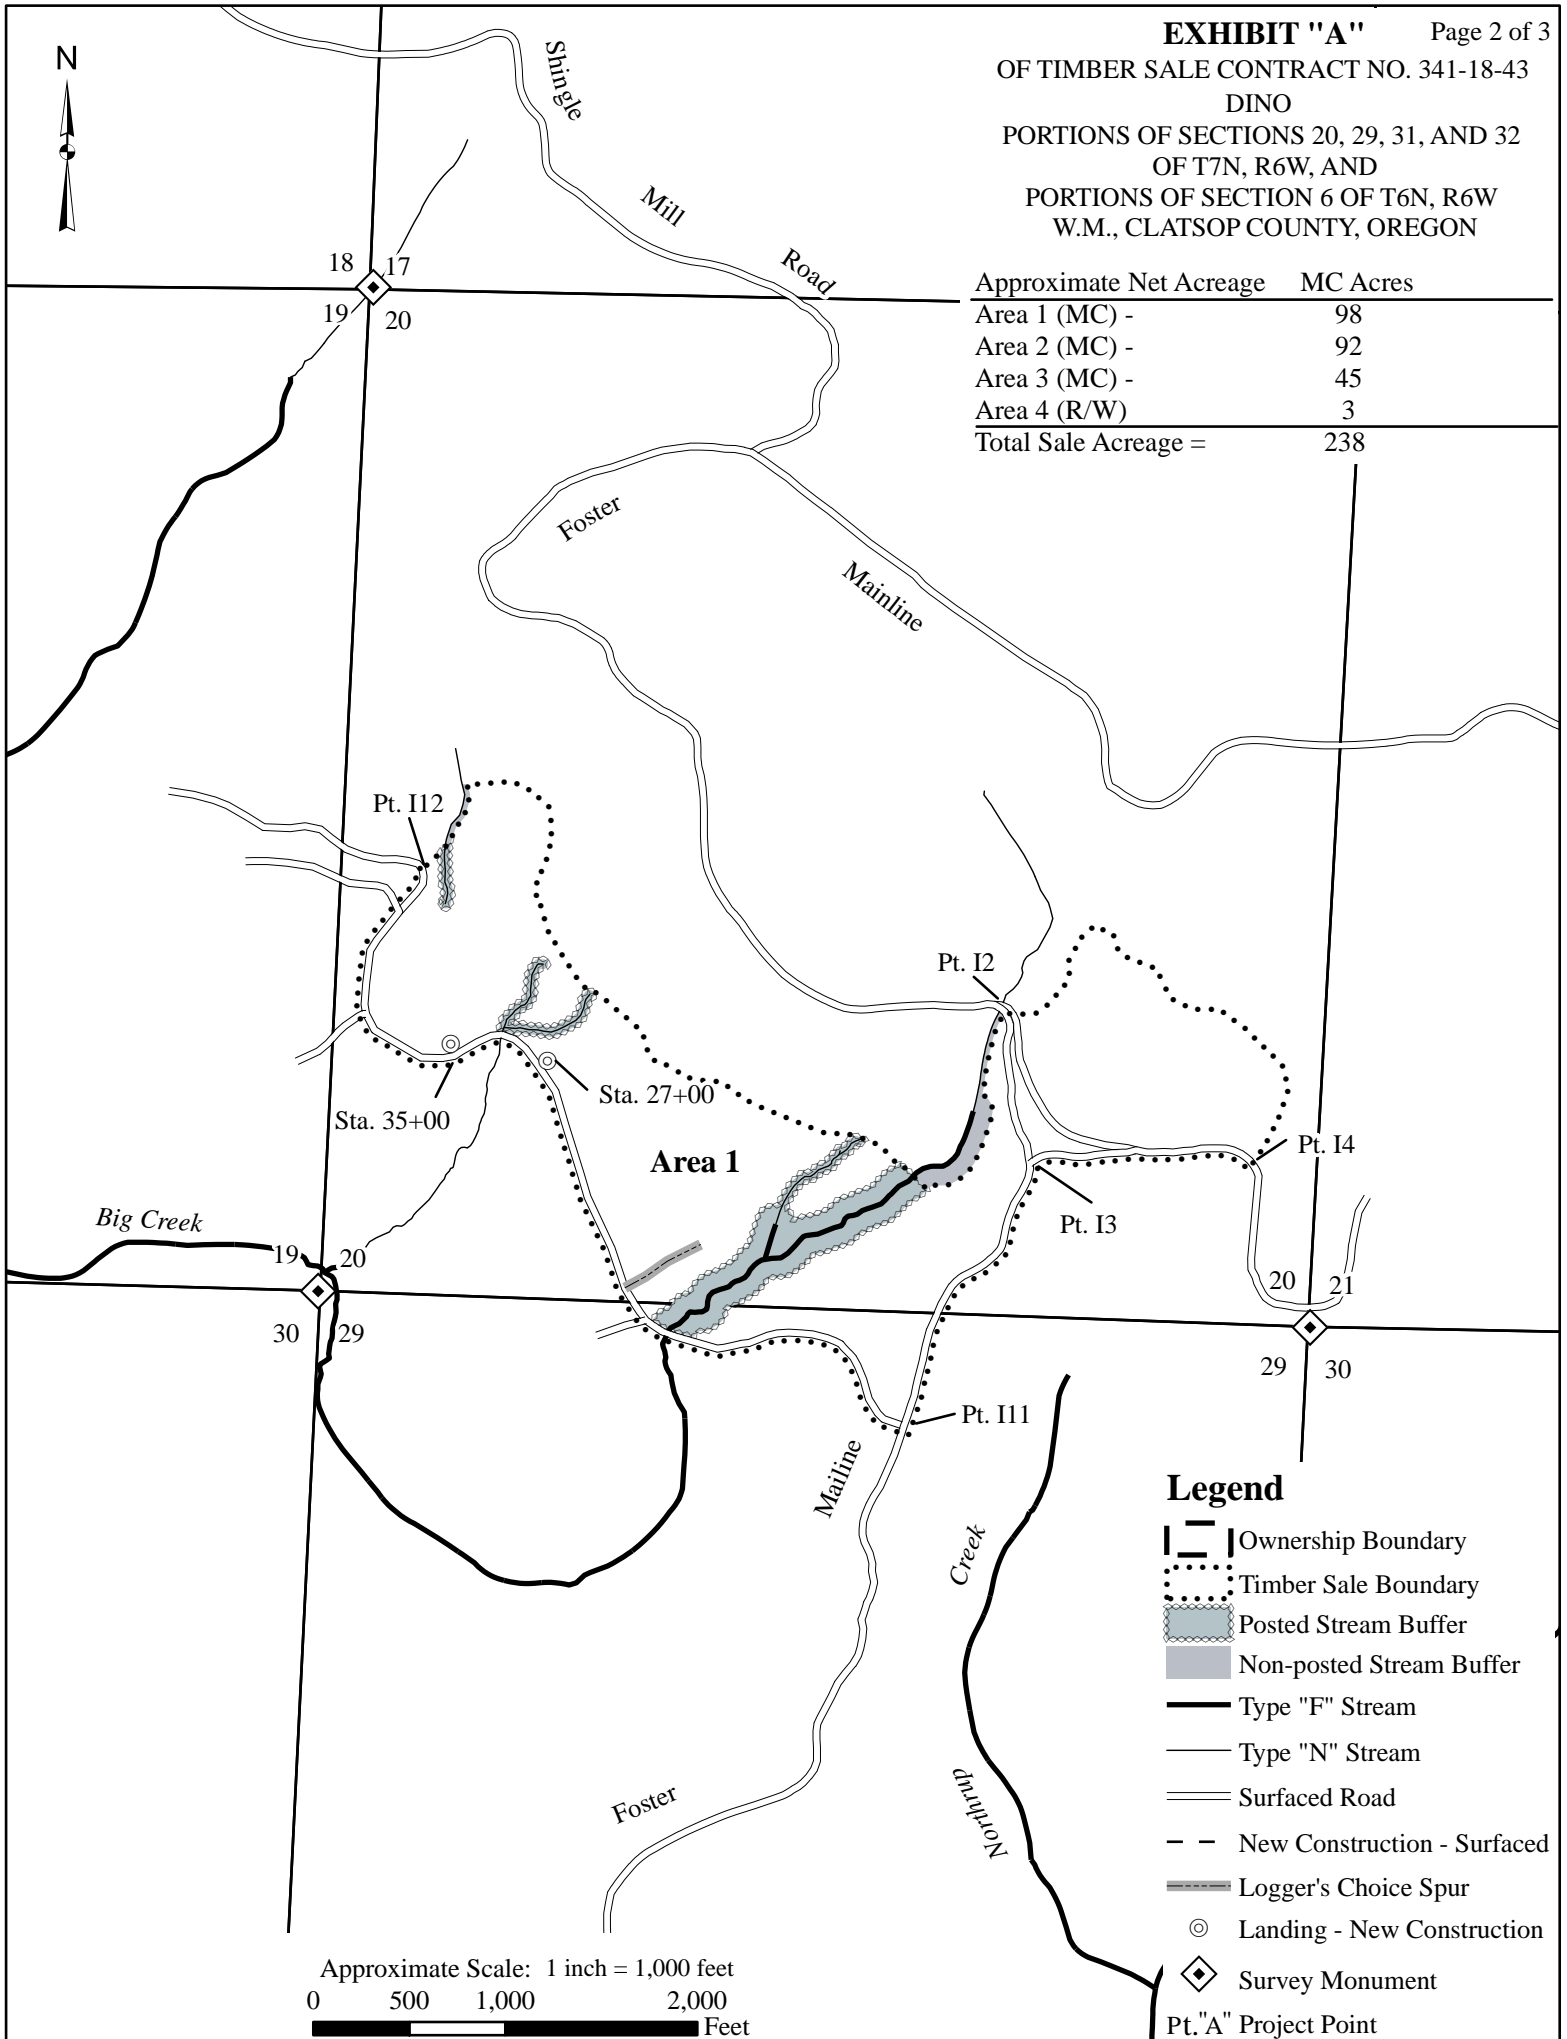 EXHIBIT "A" Page 2 of 3
OF TIMBER SALE CONTRACT NO. 341-18-43
DINO
PORTIONS OF SECTIONS 20, 29, 31, AND 32
OF T7N, R6W, AND
PORTIONS OF SECTION 6 OF T6N, R6W
W.M., CLATSOP COUNTY, OREGON
Approximate Net Acreage MC Acres
Area 1 (MC) - 98
Area 2 (MC) - 92
Area 3 (MC) - 45
Area 4 (R/W) 3
Total Sale Acreage = 238
N
Shingle
Mill
Road
18 17
19 20
Foster
Mainline
Pt. I12
Pt. I2
Sta. 27+00
Sta. 35+00
Area 1
Pt. I4
Pt. I3
Big Creek
19 20
30 29
20 21
29 30
Pt. I11
Mailine
Creek
Northrup
Foster
Legend
Ownership Boundary
Timber Sale Boundary
Posted Stream Buffer
Non-posted Stream Buffer
Type "F" Stream
Type "N" Stream
Surfaced Road
New Construction - Surfaced
Logger's Choice Spur
Landing - New Construction
Survey Monument
Pt."A" Project Point
Approximate Scale: 1 inch = 1,000 feet
0 500 1,000 2,000
Feet